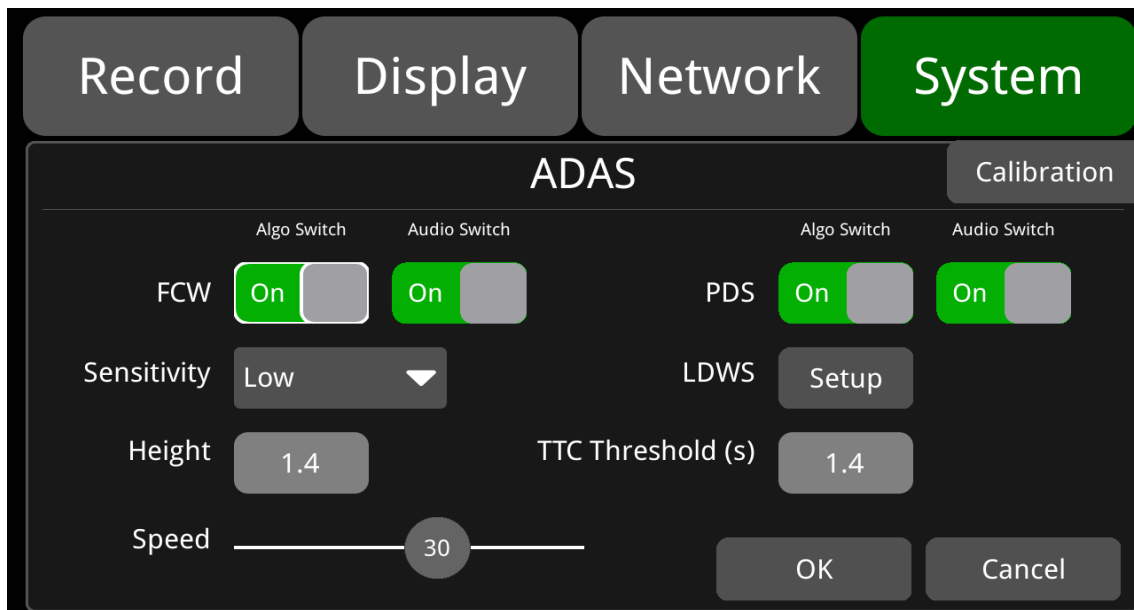 Record Display Network System
ADAS Calibration
Algo Switch Audio Switch Algo Switch Audio Switch
FCW On On PDS On On
Sensitivity Low LDWS Setup
Height 1.4 TTC Threshold (s) 1.4
Speed 30
OK Cancel